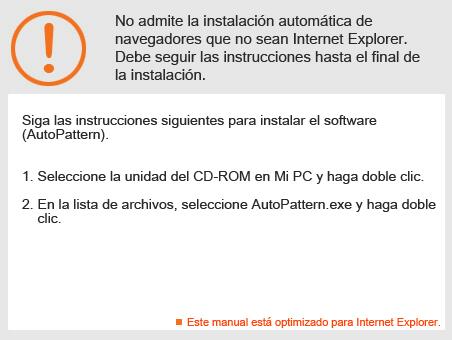 No admite la instalación automática de
navegadores que no sean Internet Explorer.
Debe seguir las instrucciones hasta el final de
la instalación.
Siga las instrucciones siguientes para instalar el software
(AutoPattern).
1. Seleccione la unidad del CD-ROM en Mi PC y haga doble clic.
2. En la lista de archivos, seleccione AutoPattern.exe y haga doble
clic.
Este manual está optimizado para Internet Explorer.